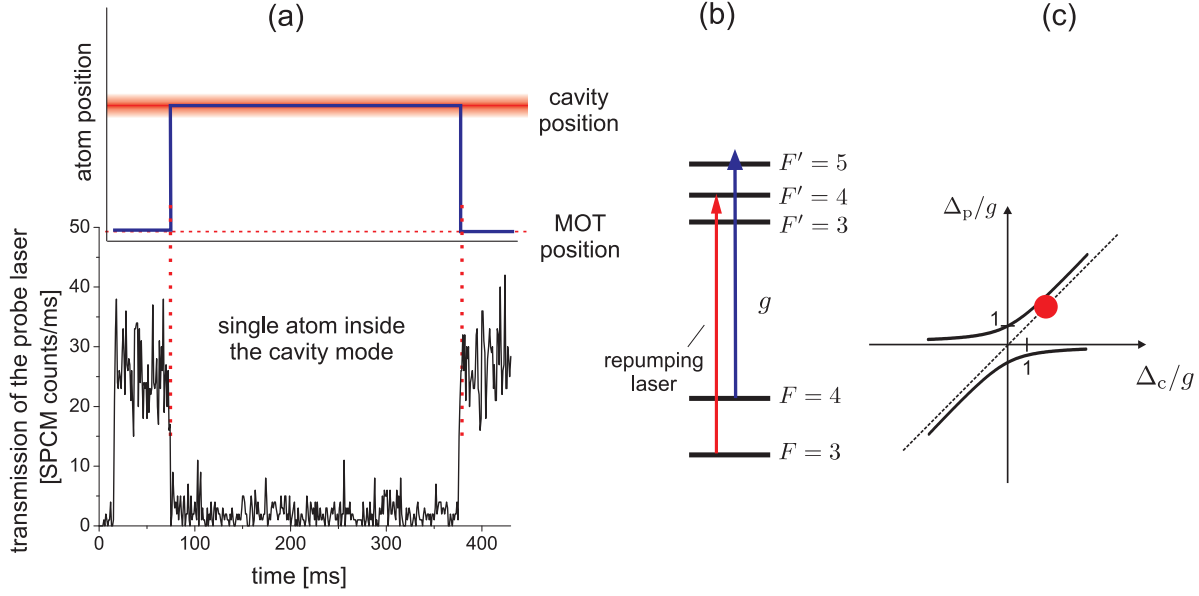 (a)
(b)
(c)
atom position
cavity
position
MOT
position
transmission of the probe laser
[SPCM counts/ms]
50
40
30
20
10
0
single atom inside
the cavity mode
0 100 200 300 400
time [ms]
F′ = 5
F′ = 4
F′ = 3
g
repumping
laser
F = 4
F = 3
Δp/g
1
1
Δc/g